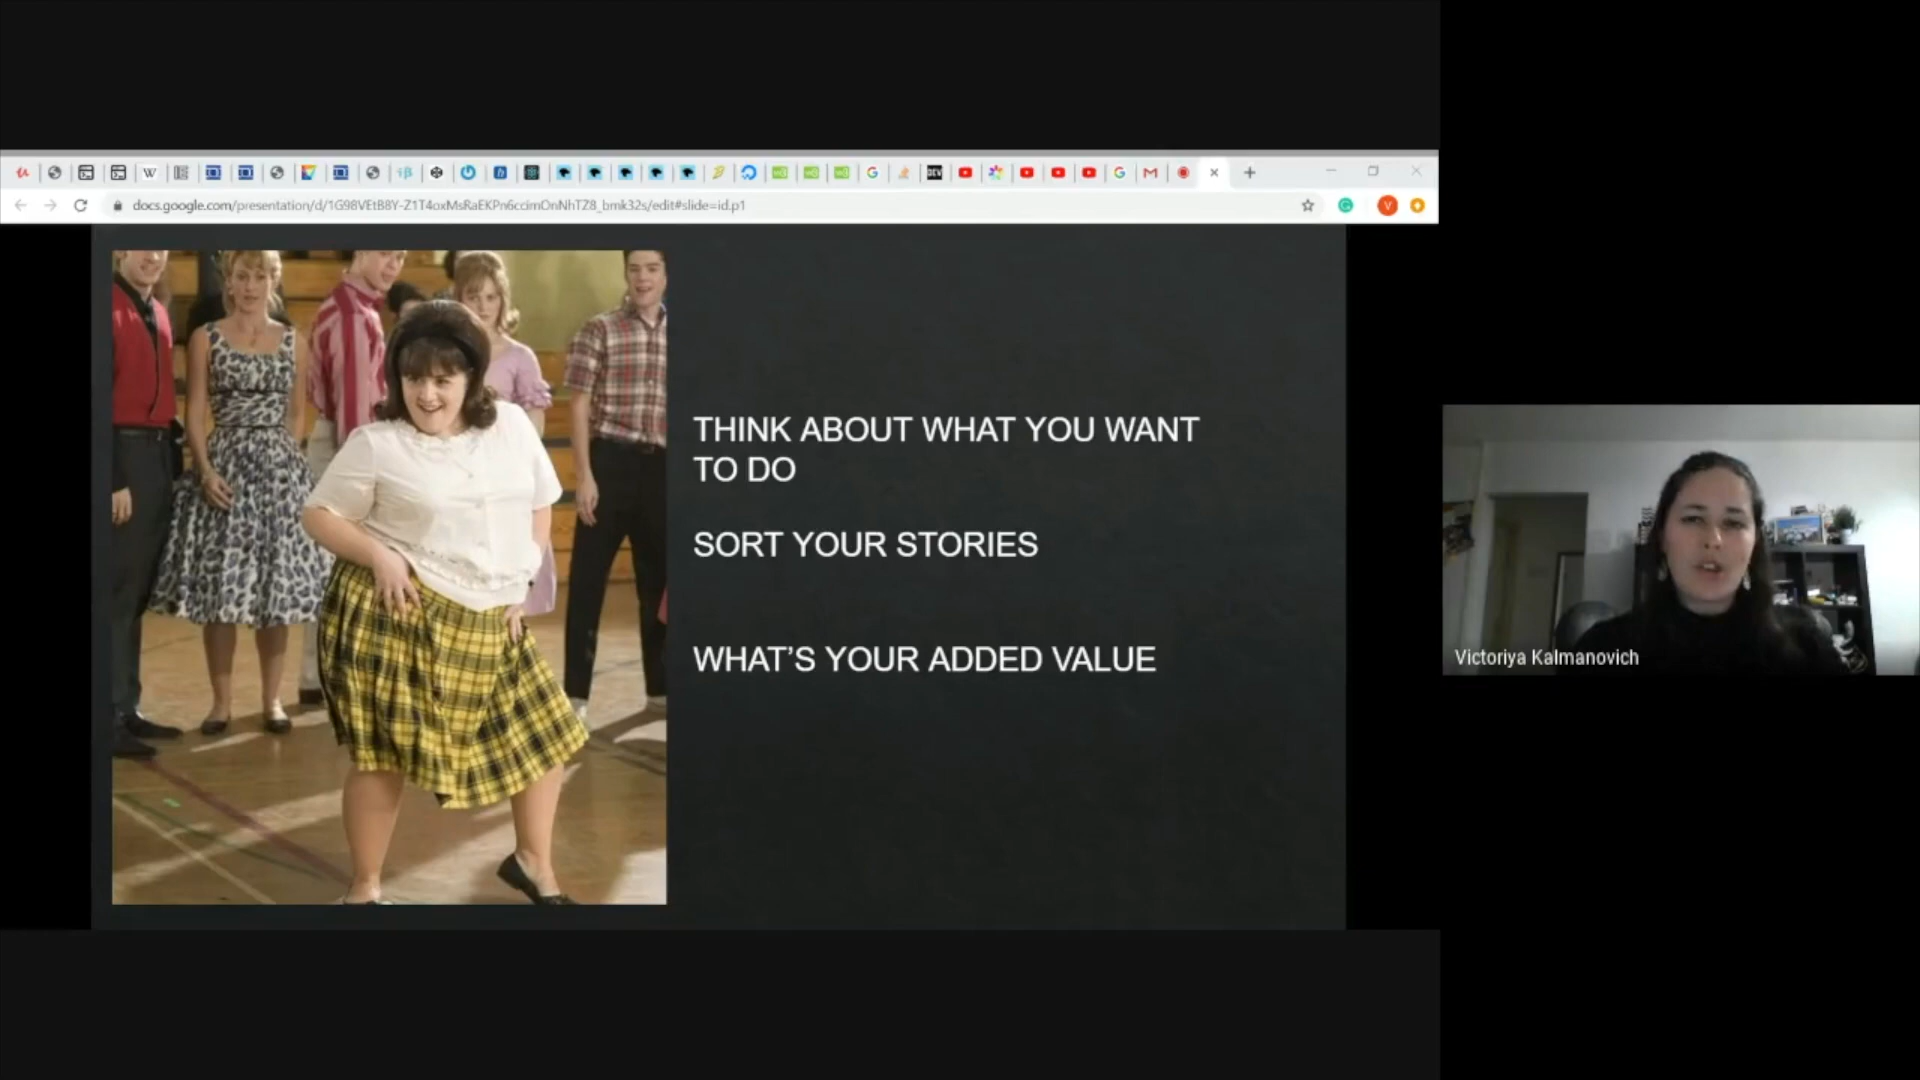 docs.google.com/presentation/d/1G98VEtB8Y-Z1T4oxMsRaEKPn6ccimOnNhTZ8_bmk32s/edit#slide=id.p1
V
DEV
THINK ABOUT WHAT YOU WANT
TO DO
SORT YOUR STORIES
WHAT'S YOUR ADDED VALUE
Victoriya Kalmanovich